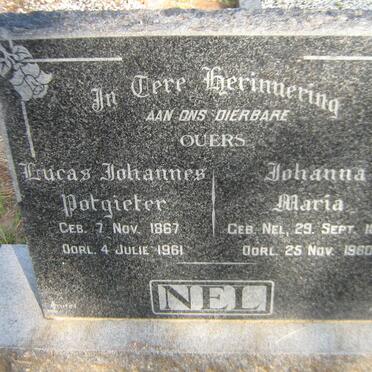 In Tere Herinnering
AAN ONS DIERBARE
OUERS
Lucas Johannes
Potgieter
GEB. 7 NOV. 1867
OORL. 4 JULIE 1961
Johanna
Maria
GEB. NEL, 29. SEPT.
OORL. 25 NOV. 1960
NEL